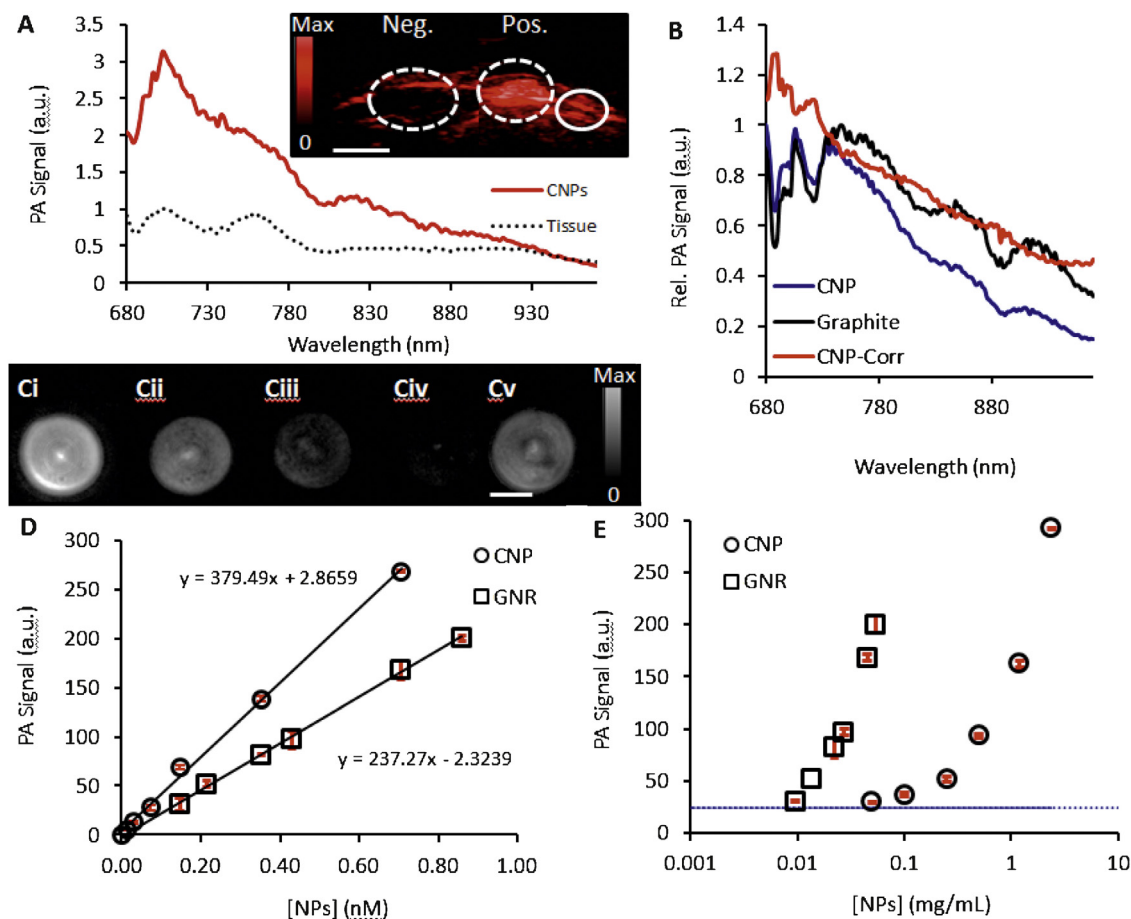 A
Max
0
Neg.
Pos.
CNPs
Tissue
PA Signal (a.u.)
3.5
3
2.5
2
1.5
1
0.5
0
680
730
780
830
880
930
Wavelength (nm)
B
Rel. PA Signal (a.u.)
1.4
1.2
1
0.8
0.6
0.4
0.2
0
CNP
Graphite
CNP-Corr
680
780
880
Wavelength (nm)
Ci
Cii
Ciii
Civ
Cv
Max
0
D
PA Signal (a.u.)
300
250
200
150
100
50
0
CNP
GNR
y = 379.49x + 2.8659
y = 237.27x - 2.3239
0.00
0.20
0.40
0.60
0.80
1.00
[NPs] (nM)
E
PA Signal (a.u.)
300
250
200
150
100
50
0
CNP
GNR
0.001
0.01
0.1
1
10
[NPs] (mg/mL)